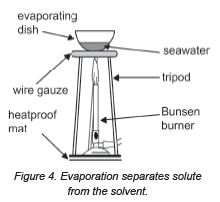 evaporating
dish
seawater
tripod
wire gauze
Bunsen
burner
heatproof
mat
Figure 4. Evaporation separates solute
from the solvent.